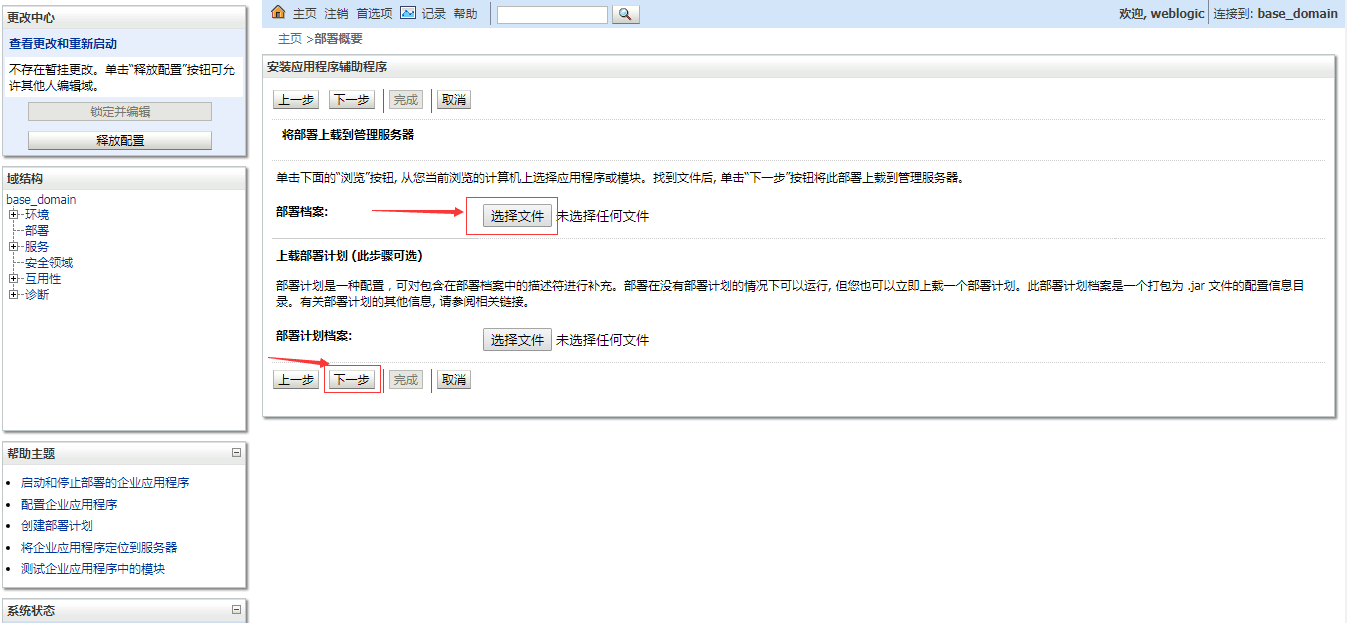 更改中心
查看更改和重新启动
不存在暂挂更改。单击“释放配置”按钮可允
许其他人编辑域。
锁定并编辑
释放配置
域结构
base_domain
环境
部署
服务
安全领域
互用性
诊断
帮助主题
启动和停止部署的企业应用程序
配置企业应用程序
创建部署计划
将企业应用程序定位到服务器
测试企业应用程序中的模块
系统状态
主页 注销 首选项 记录 帮助
欢迎, weblogic 连接到: base_domain
主页 >部署概要
安装应用程序辅助程序
上一步 下一步 完成 取消
将部署上载到管理服务器
单击下面的“浏览”按钮, 从您当前浏览的计算机上选择应用程序或模块。找到文件后, 单击“下一步”按钮将此部署上载到管理服务器。
部署档案: 选择文件 未选择任何文件
上载部署计划 (此步骤可选)
部署计划是一种配置，可对包含在部署档案中的描述符进行补充。部署在没有部署计划的情况下可以运行, 但您也可以立即上载一个部署计划。此部署计划档案是一个打包为 .jar 文件的配置信息目
录。有关部署计划的其他信息, 请参阅相关链接。
部署计划档案: 选择文件 未选择任何文件
上一步 下一步 完成 取消